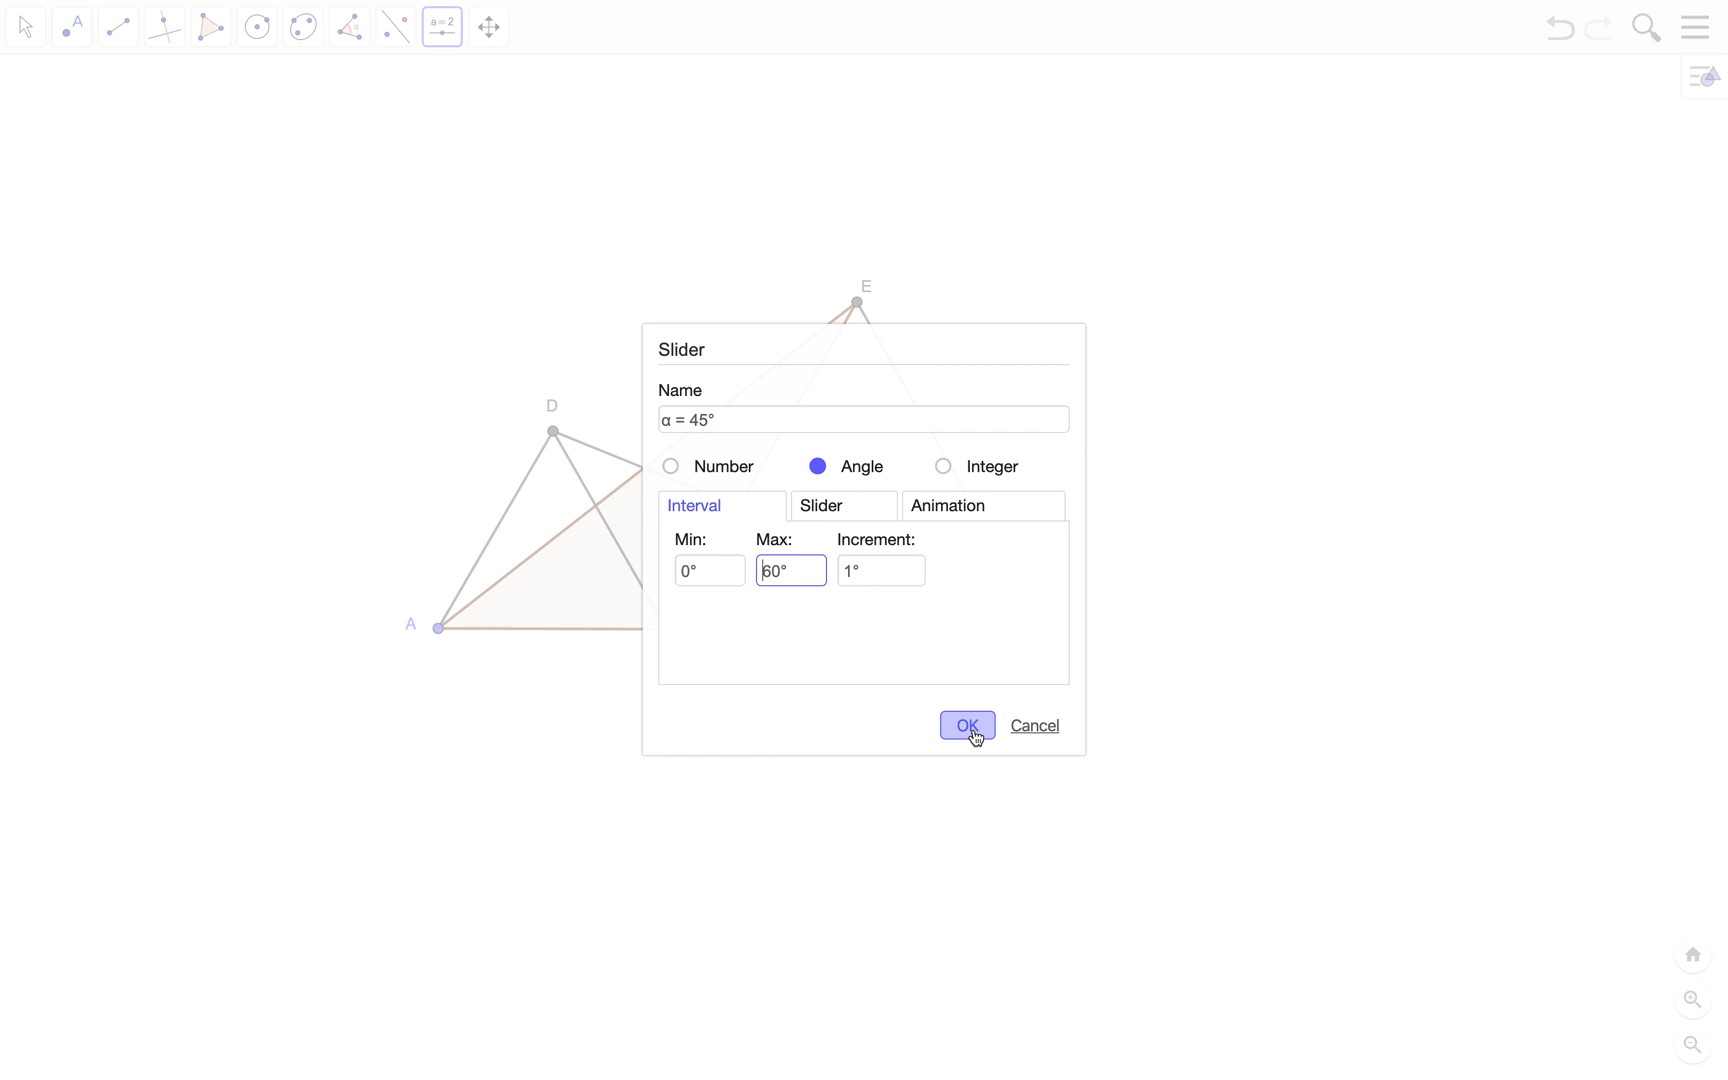 A
a=2
E
Slider
Name
α = 45°
D
Number Angle Integer
Interval Slider Animation
Min: Max: Increment:
0° 60° 1°
A
OK Cancel